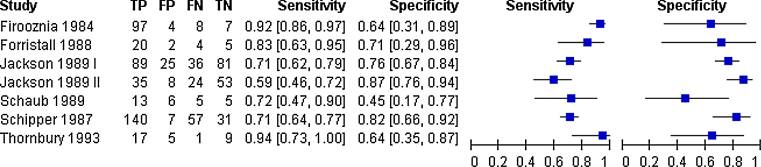 Study TP FP FN TN Sensitivity Specificity Sensitivity Specificity
Firooznia 1984 97 4 8 7 0.92 [0.86, 0.97] 0.64 [0.31, 0.89]
Forristall 1988 20 2 4 5 0.83 [0.63, 0.95] 0.71 [0.29, 0.96]
Jackson 1989 I 89 25 36 81 0.71 [0.62, 0.79] 0.76 [0.67, 0.84]
Jackson 1989 II 35 8 24 53 0.59 [0.46, 0.72] 0.87 [0.76, 0.94]
Schaub 1989 13 6 5 5 0.72 [0.47, 0.90] 0.45 [0.17, 0.77]
Schipper 1987 140 7 57 31 0.71 [0.64, 0.77] 0.82 [0.66, 0.92]
Thornbury 1993 17 5 1 9 0.94 [0.73, 1.00] 0.64 [0.35, 0.87]
0 0.2 0.4 0.6 0.8 1 0 0.2 0.4 0.6 0.8 1